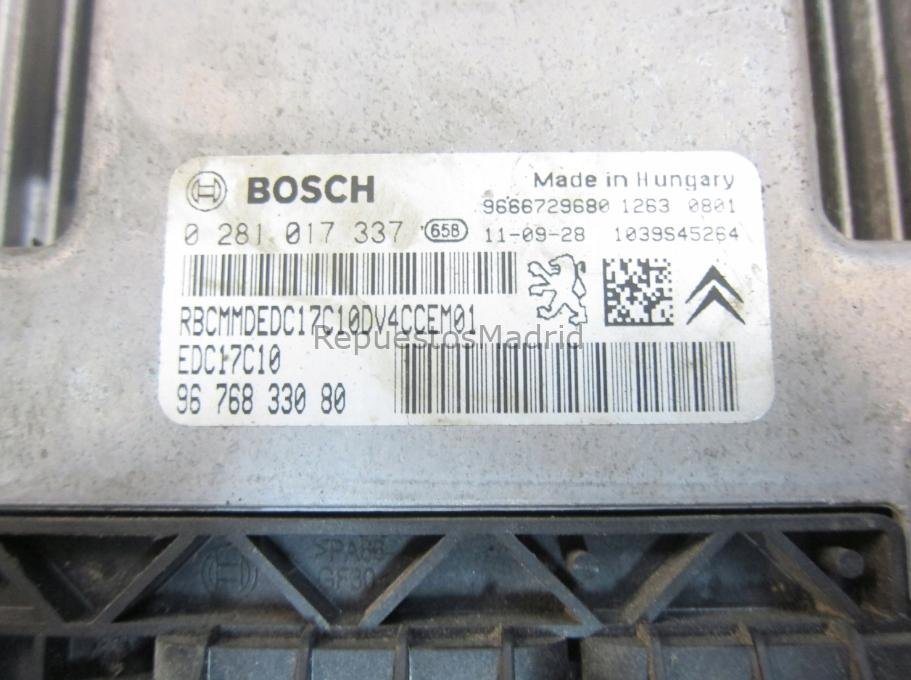 BOSCH
Made in Hungary
9666729680 1263 0801
0 281 017 337 658 11-09-28 1039S45264
RBCMMDEDC17C10DV4CCEM01
RepuestosMadrid
EDC17C10
96 768 330 80
>PA66
GF30